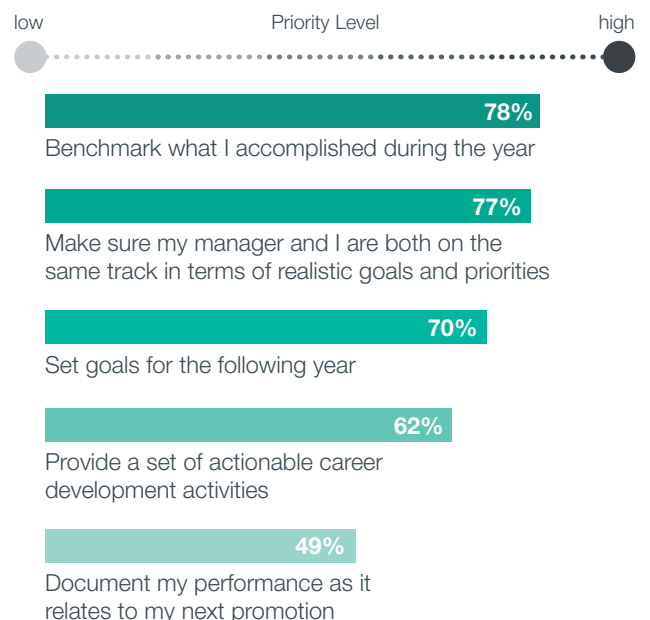 low Priority Level high
78%
Benchmark what I accomplished during the year
77%
Make sure my manager and I are both on the
same track in terms of realistic goals and priorities
70%
Set goals for the following year
62%
Provide a set of actionable career
development activities
49%
Document my performance as it
relates to my next promotion